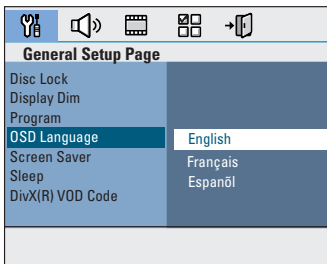 General Setup Page
Disc Lock
Display Dim
Program
OSD Language
English
Screen Saver
Français
Sleep
Espanõl
DivX(R) VOD Code